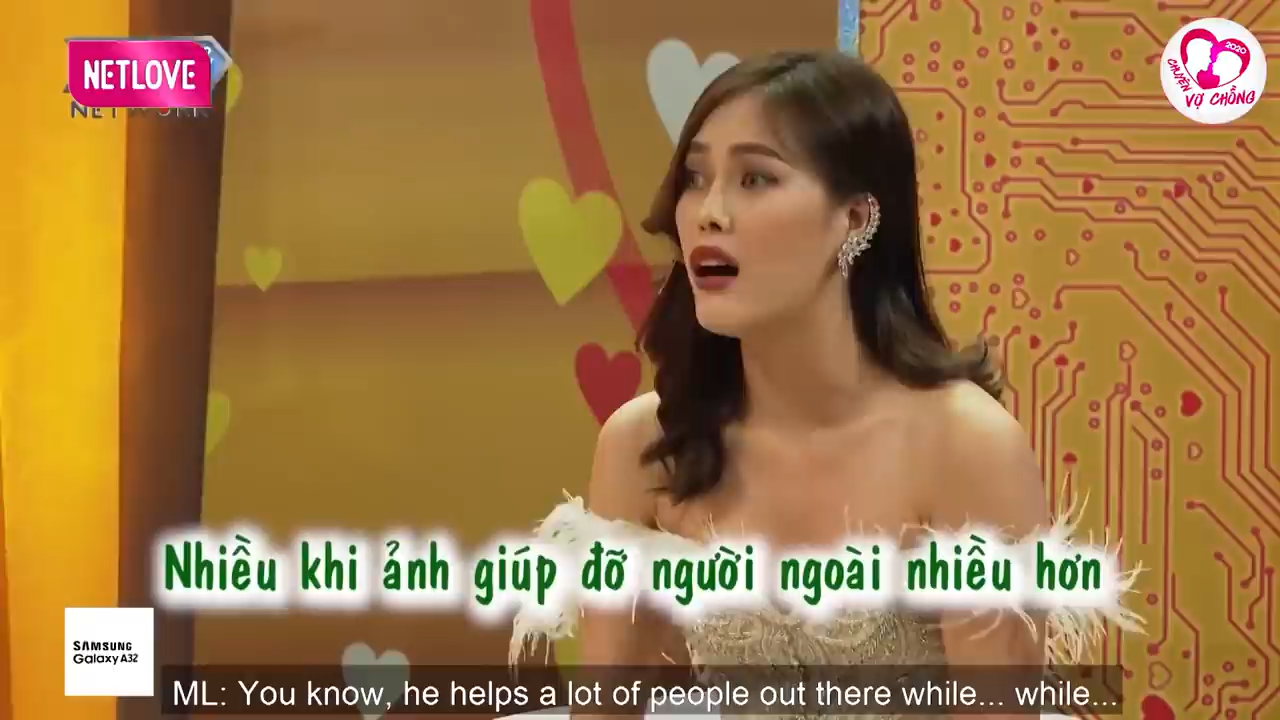 NETLOVE
NETWORK
2020
CHUYỆN
VỢ CHỒNG
Nhiều khi ảnh giúp đỡ người ngoài nhiều hơn
SAMSUNG
Galaxy A32
ML: You know, he helps a lot of people out there while... while...